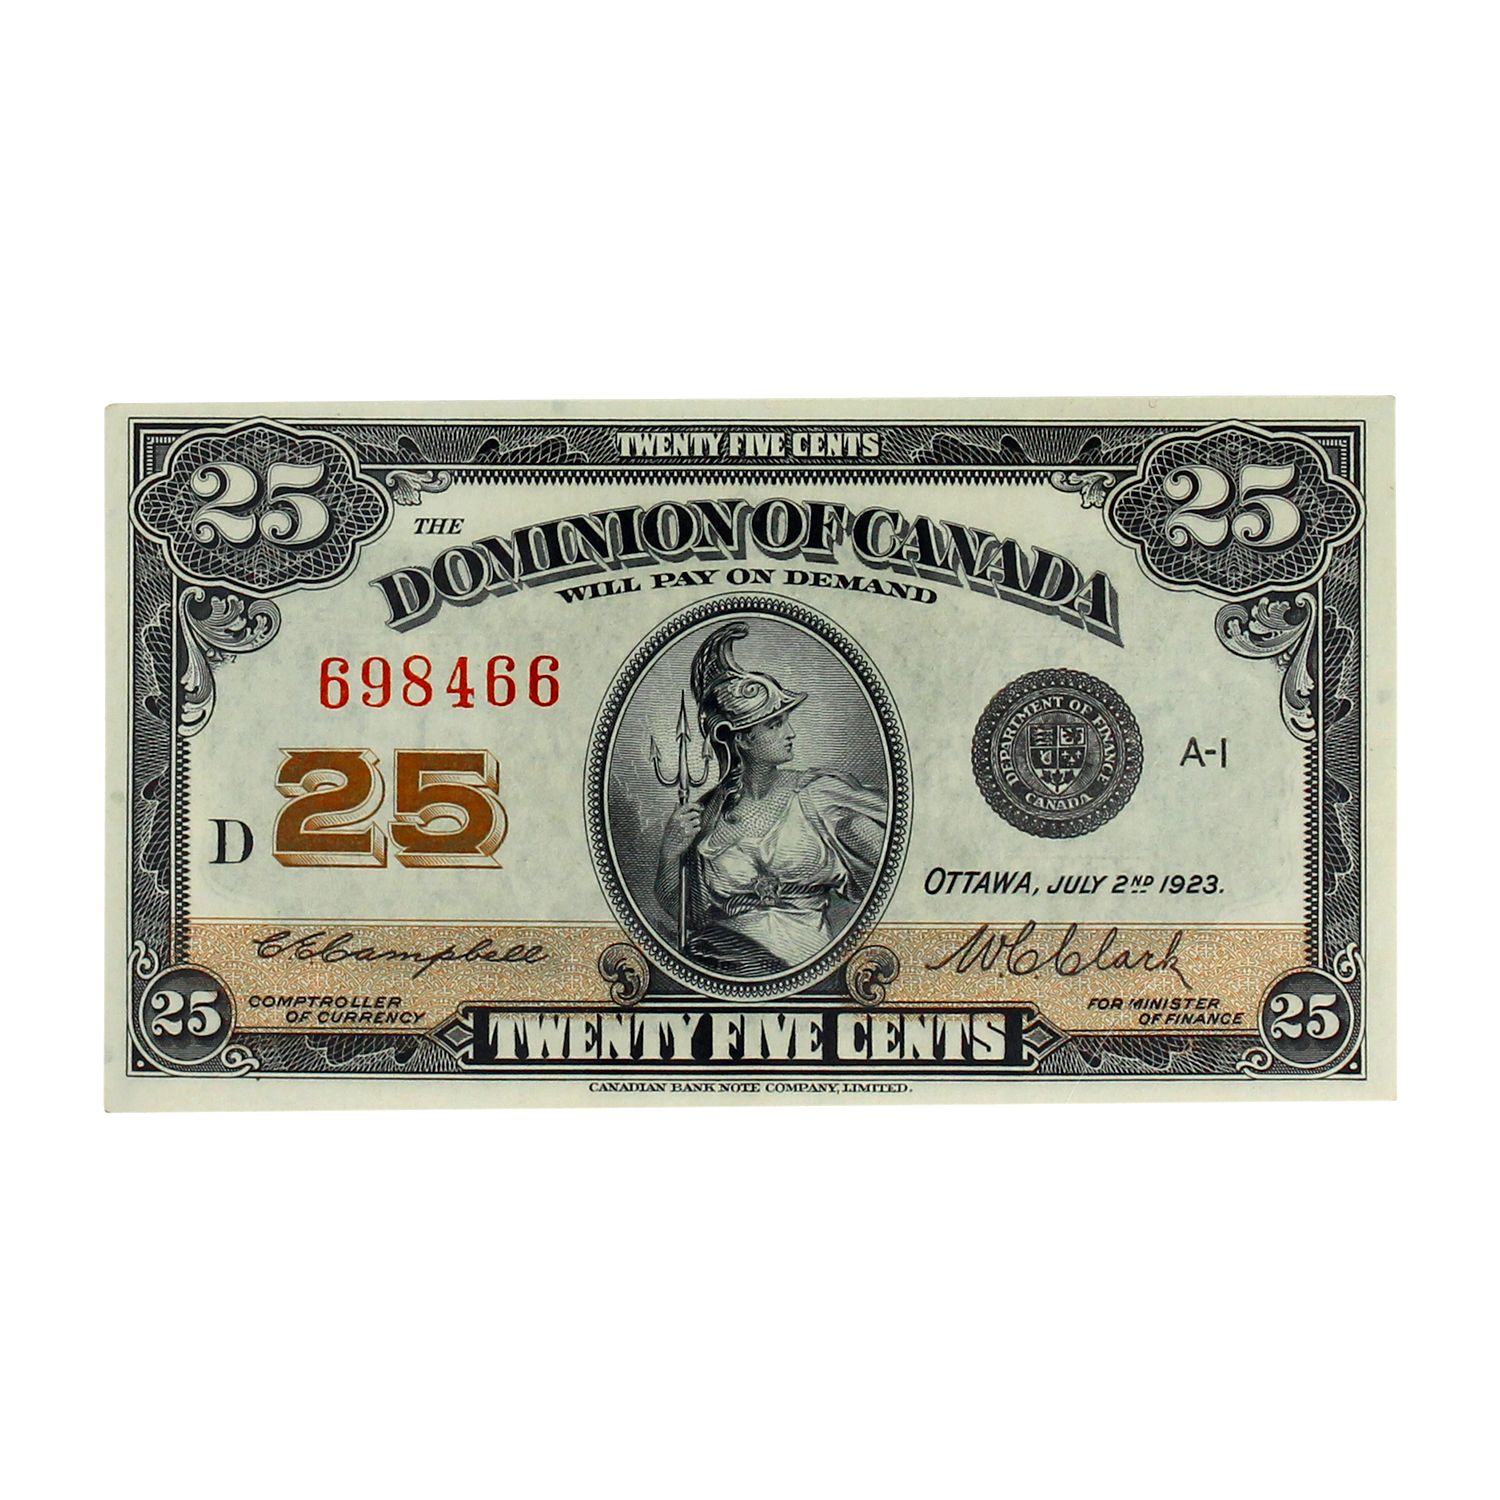 TWENTY FIVE CENTS
25
25
THE
DOMINION OF CANADA
WILL PAY ON DEMAND
698466
DEPARTMENT OF FINANCE
CANADA
A-1
25
D
OTTAWA, JULY 2ND 1923.
C E Campbell
W. C. Clark
COMPTROLLER
OF CURRENCY
FOR MINISTER
OF FINANCE
25
TWENTY FIVE CENTS
25
CANADIAN BANK NOTE COMPANY, LIMITED.